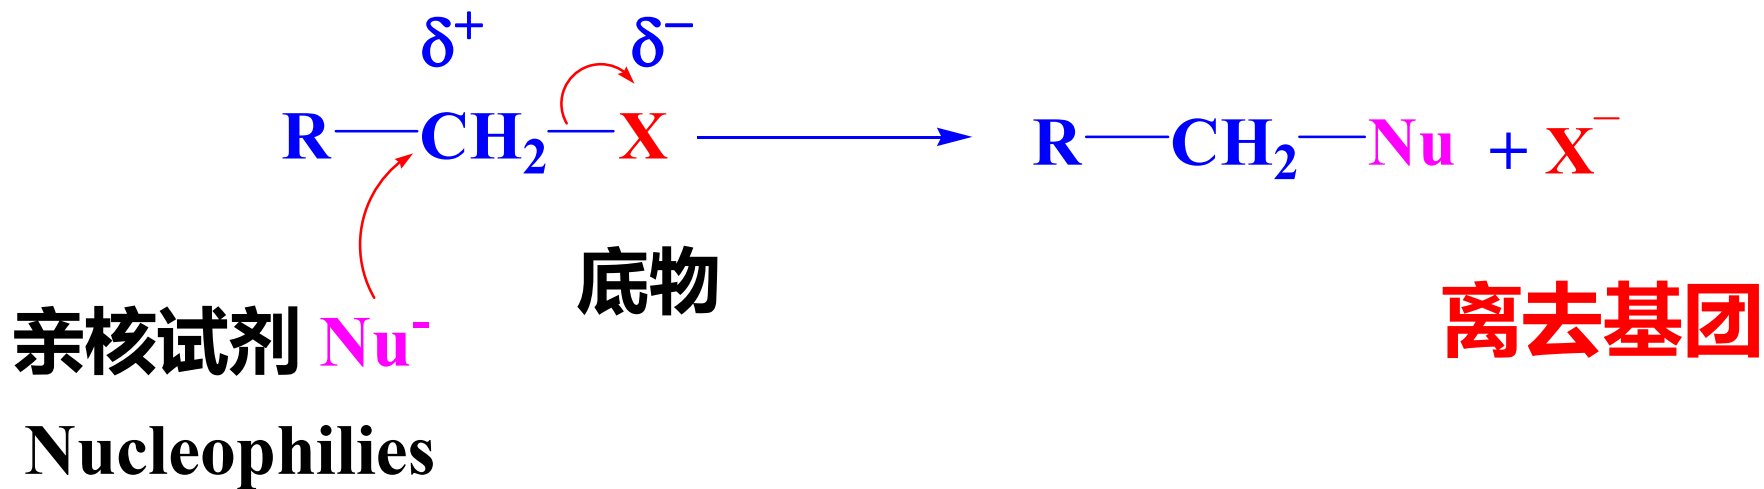 δ⁺ δ⁻
R—CH₂—X → R—CH₂—Nu + X⁻
底物
离去基团
亲核试剂 Nu⁻
Nucleophilies